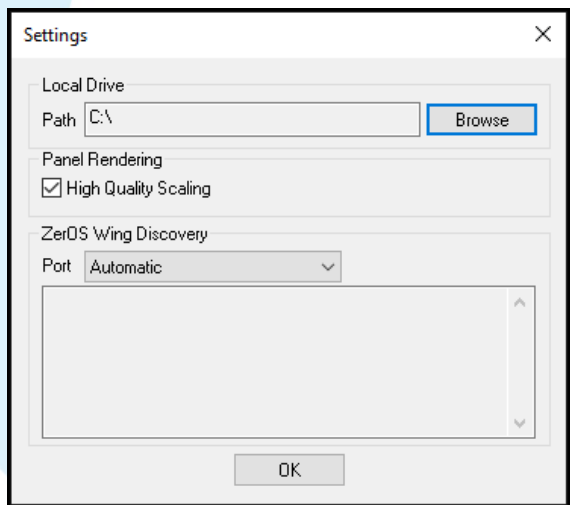 Settings
Local Drive
Path C:\ Browse
Panel Rendering
High Quality Scaling
ZerOS Wing Discovery
Port Automatic
OK